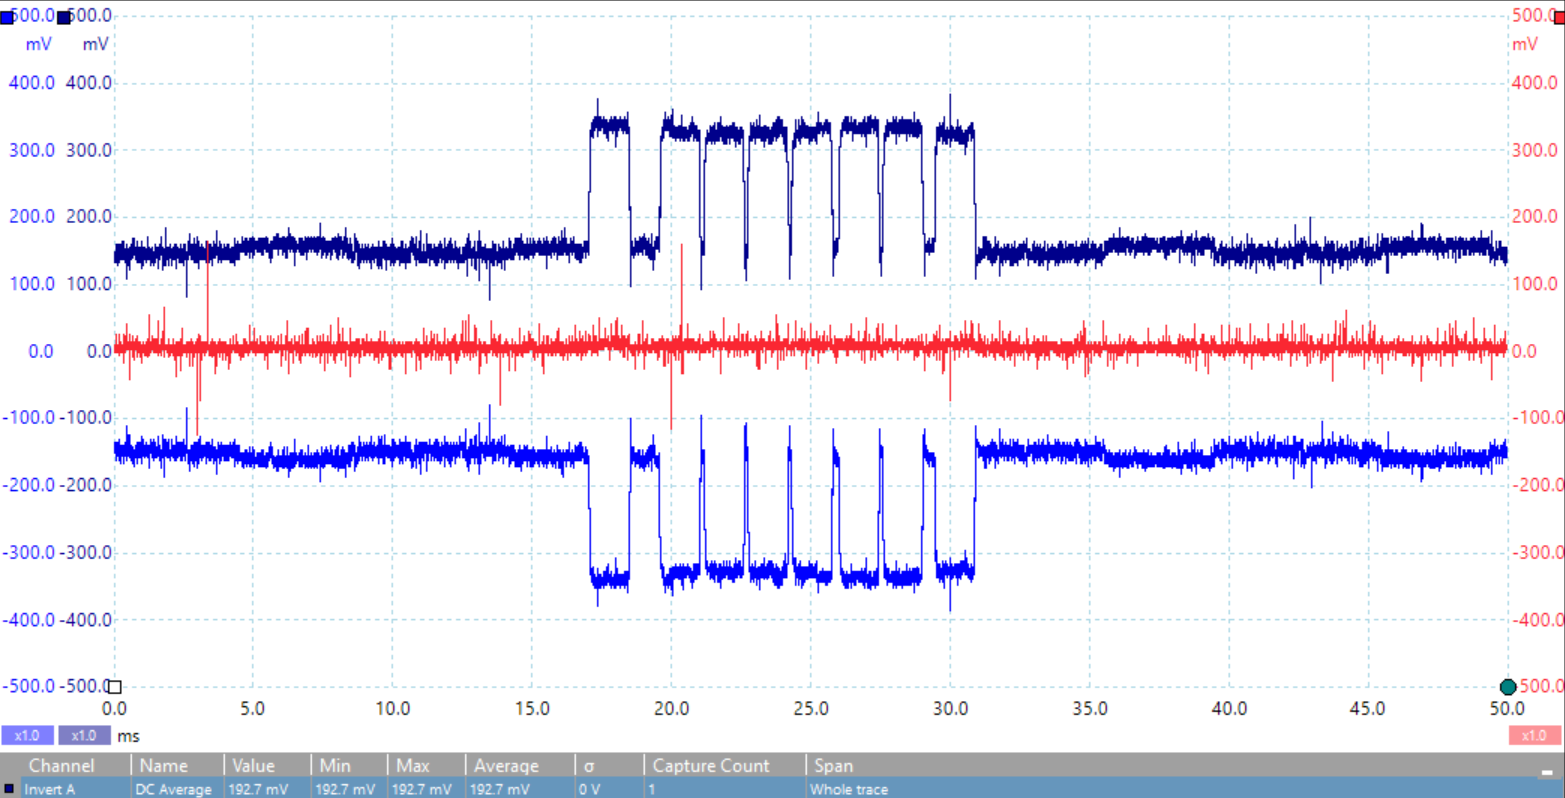 500.0 500.0 500.0
mV mV mV
400.0 400.0 400.0
300.0 300.0 300.0
200.0 200.0 200.0
100.0 100.0 100.0
0.0 0.0 0.0
-100.0 -100.0 -100.0
-200.0 -200.0 -200.0
-300.0 -300.0 -300.0
-400.0 -400.0 -400.0
-500.0 -500.0 500.0
0.0 5.0 10.0 15.0 20.0 25.0 30.0 35.0 40.0 45.0 50.0
x1.0 x1.0 ms x1.0
Channel Name Value Min Max Average σ Capture Count Span
Invert A DC Average 192.7 mV 192.7 mV 192.7 mV 192.7 mV 0 V 1 Whole trace